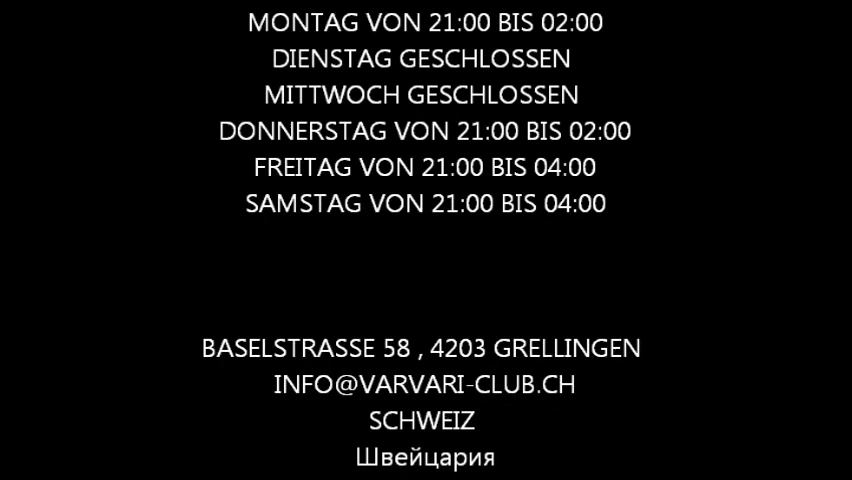 MONTAG VON 21:00 BIS 02:00
DIENSTAG GESCHLOSSEN
MITTWOCH GESCHLOSSEN
DONNERSTAG VON 21:00 BIS 02:00
FREITAG VON 21:00 BIS 04:00
SAMSTAG VON 21:00 BIS 04:00
BASELSTRASSE 58 , 4203 GRELLINGEN
INFO@VARVARI-CLUB.CH
SCHWEIZ
Швейцария